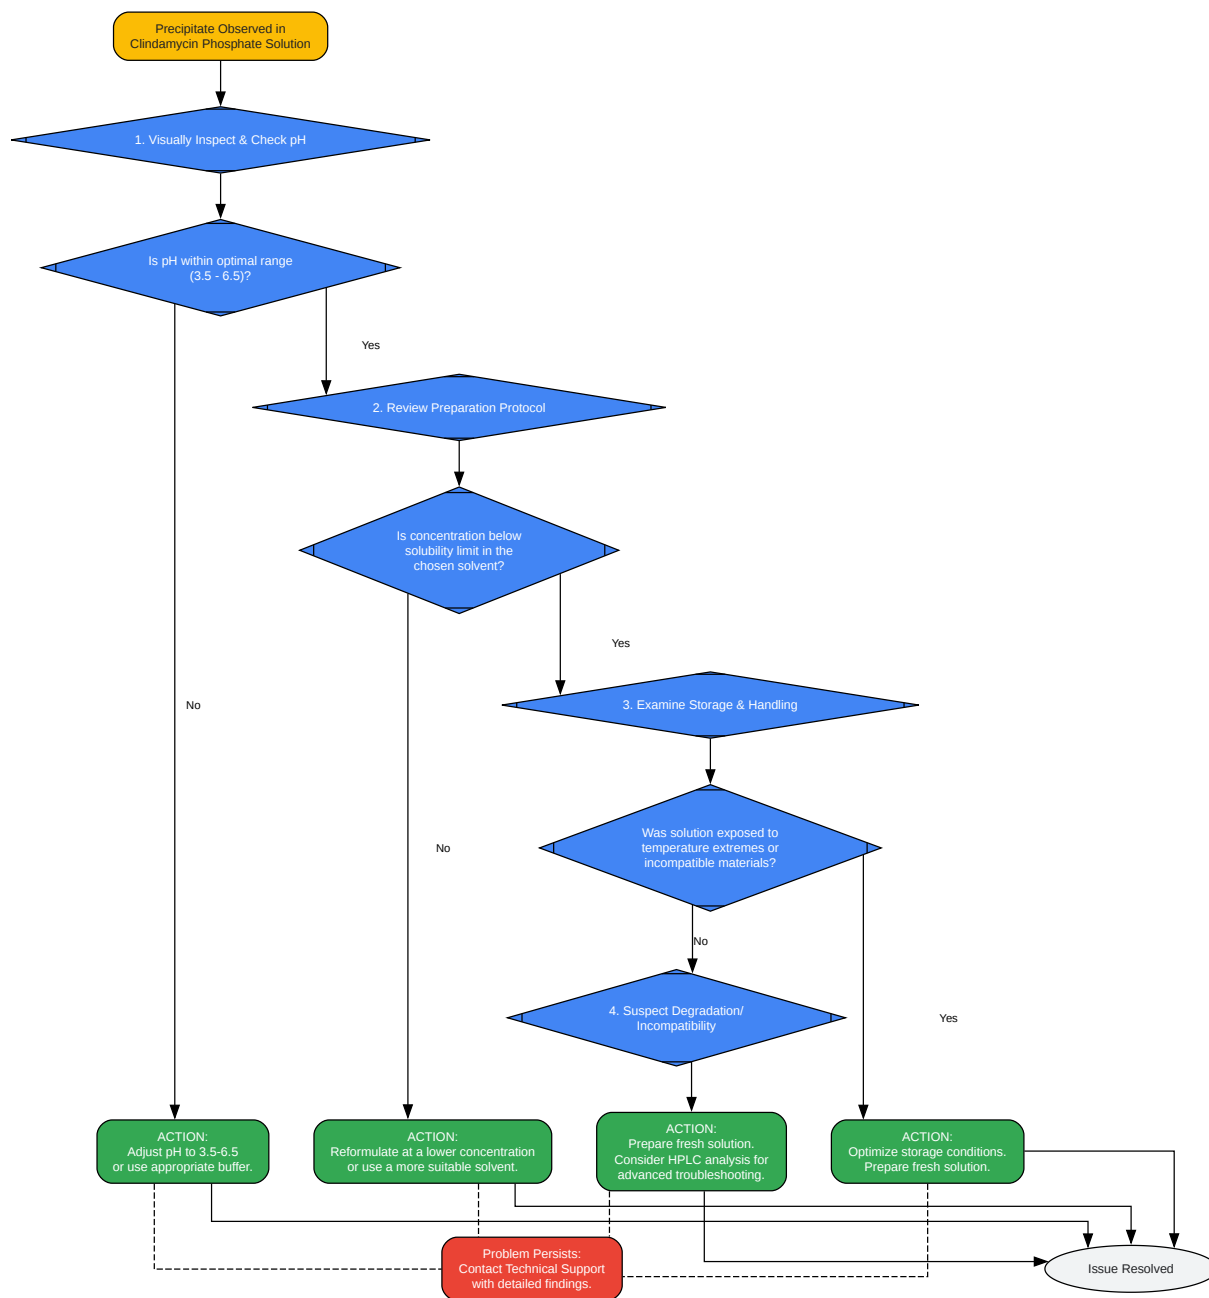 Precipitate Observed in
Clindamycin Phosphate Solution
1. Visually Inspect & Check pH
Is pH within optimal range
(3.5 - 6.5)?
Yes
2. Review Preparation Protocol
Is concentration below
solubility limit in the
chosen solvent?
Yes
No
3. Examine Storage & Handling
Was solution exposed to
temperature extremes or
incompatible materials?
No
No
4. Suspect Degradation/
Incompatibility
Yes
ACTION:
Adjust pH to 3.5-6.5
or use appropriate buffer.
ACTION:
Reformulate at a lower concentration
or use a more suitable solvent.
ACTION:
Prepare fresh solution.
Consider HPLC analysis for
advanced troubleshooting.
ACTION:
Optimize storage conditions.
Prepare fresh solution.
Problem Persists:
Contact Technical Support
with detailed findings.
Issue Resolved